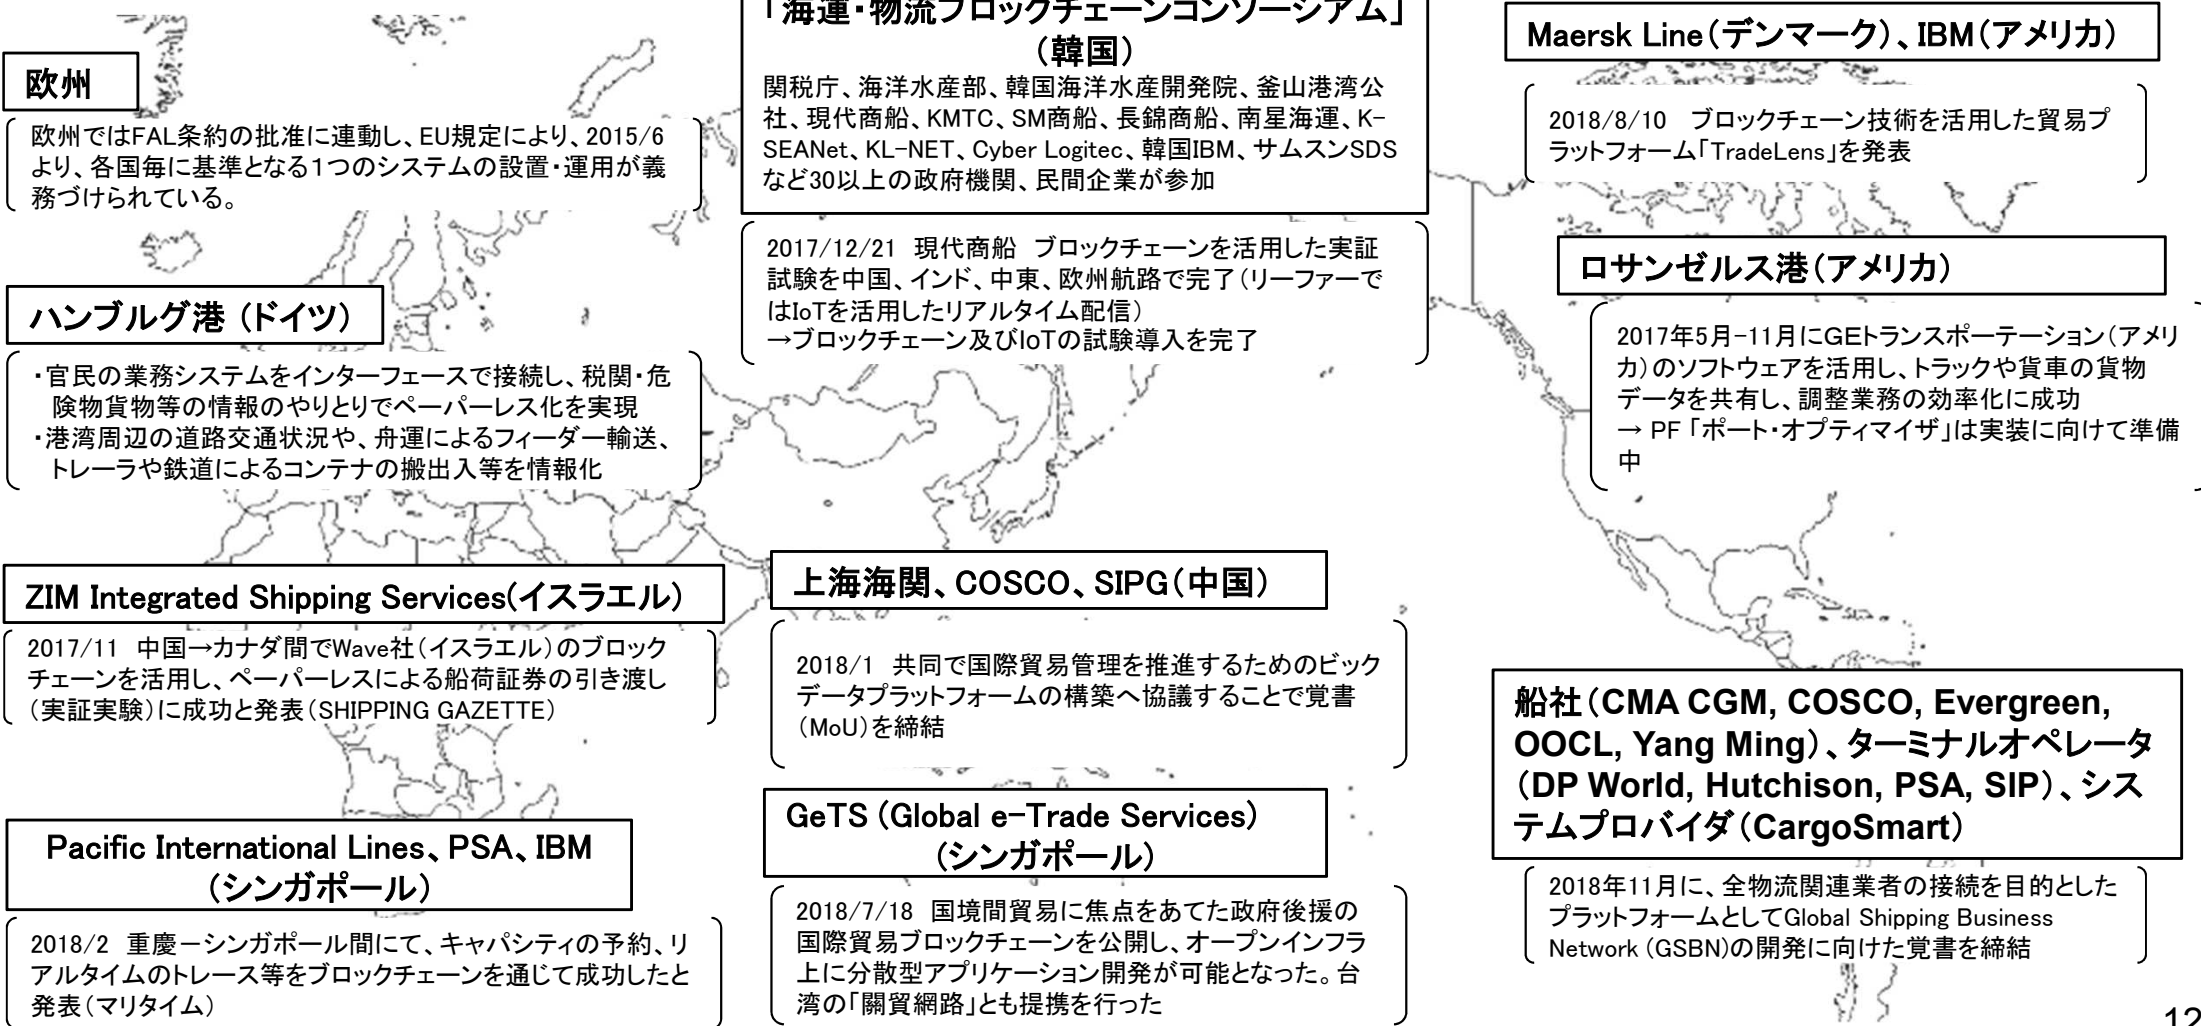 欧州
欧州ではFAL条約の批准に連動し、EU規定により、2015/6
より、各国毎に基準となる1つのシステムの設置・運用が義
務づけられている。
ハンブルグ港 (ドイツ)
・官民の業務システムをインターフェースで接続し、税関・危
険物貨物等の情報のやりとりでペーパーレス化を実現
・港湾周辺の道路交通状況や、舟運によるフィーダー輸送、
トレーラや鉄道によるコンテナの搬出入等を情報化
ZIM Integrated Shipping Services(イスラエル)
2017/11 中国→カナダ間でWave社(イスラエル)のブロック
チェーンを活用し、ペーパーレスによる船荷証券の引き渡し
(実証実験)に成功と発表(SHIPPING GAZETTE)
Pacific International Lines、PSA、IBM
(シンガポール)
2018/2 重慶－シンガポール間にて、キャパシティの予約、リ
アルタイムのトレース等をブロックチェーンを通じて成功したと
発表(マリタイム)
「海運・物流ブロックチェーンコンソーシアム」
(韓国)
関税庁、海洋水産部、韓国海洋水産開発院、釜山港湾公
社、現代商船、KMTC、SM商船、長錦商船、南星海運、K-
SEANet、KL-NET、Cyber Logitec、韓国IBM、サムスンSDS
など30以上の政府機関、民間企業が参加
2017/12/21 現代商船 ブロックチェーンを活用した実証
試験を中国、インド、中東、欧州航路で完了(リーファーで
はIoTを活用したリアルタイム配信)
→ブロックチェーン及びIoTの試験導入を完了
上海海関、COSCO、SIPG(中国)
2018/1 共同で国際貿易管理を推進するためのビック
データプラットフォームの構築へ協議することで覚書
(MoU)を締結
GeTS (Global e-Trade Services)
(シンガポール)
2018/7/18 国境間貿易に焦点をあてた政府後援の
国際貿易ブロックチェーンを公開し、オープンインフラ
上に分散型アプリケーション開発が可能となった。台
湾の「關貿網路」とも提携を行った
Maersk Line(デンマーク)、IBM(アメリカ)
2018/8/10 ブロックチェーン技術を活用した貿易プ
ラットフォーム「TradeLens」を発表
ロサンゼルス港(アメリカ)
2017年5月-11月にGEトランスポーテーション(アメリ
カ)のソフトウェアを活用し、トラックや貨車の貨物
データを共有し、調整業務の効率化に成功
→ PF「ポート・オプティマイザ」は実装に向けて準備
中
船社(CMA CGM, COSCO, Evergreen,
OOCL, Yang Ming)、ターミナルオペレータ
(DP World, Hutchison, PSA, SIP)、シス
テムプロバイダ(CargoSmart)
2018年11月に、全物流関連業者の接続を目的とした
プラットフォームとしてGlobal Shipping Business
Network (GSBN)の開発に向けた覚書を締結
12